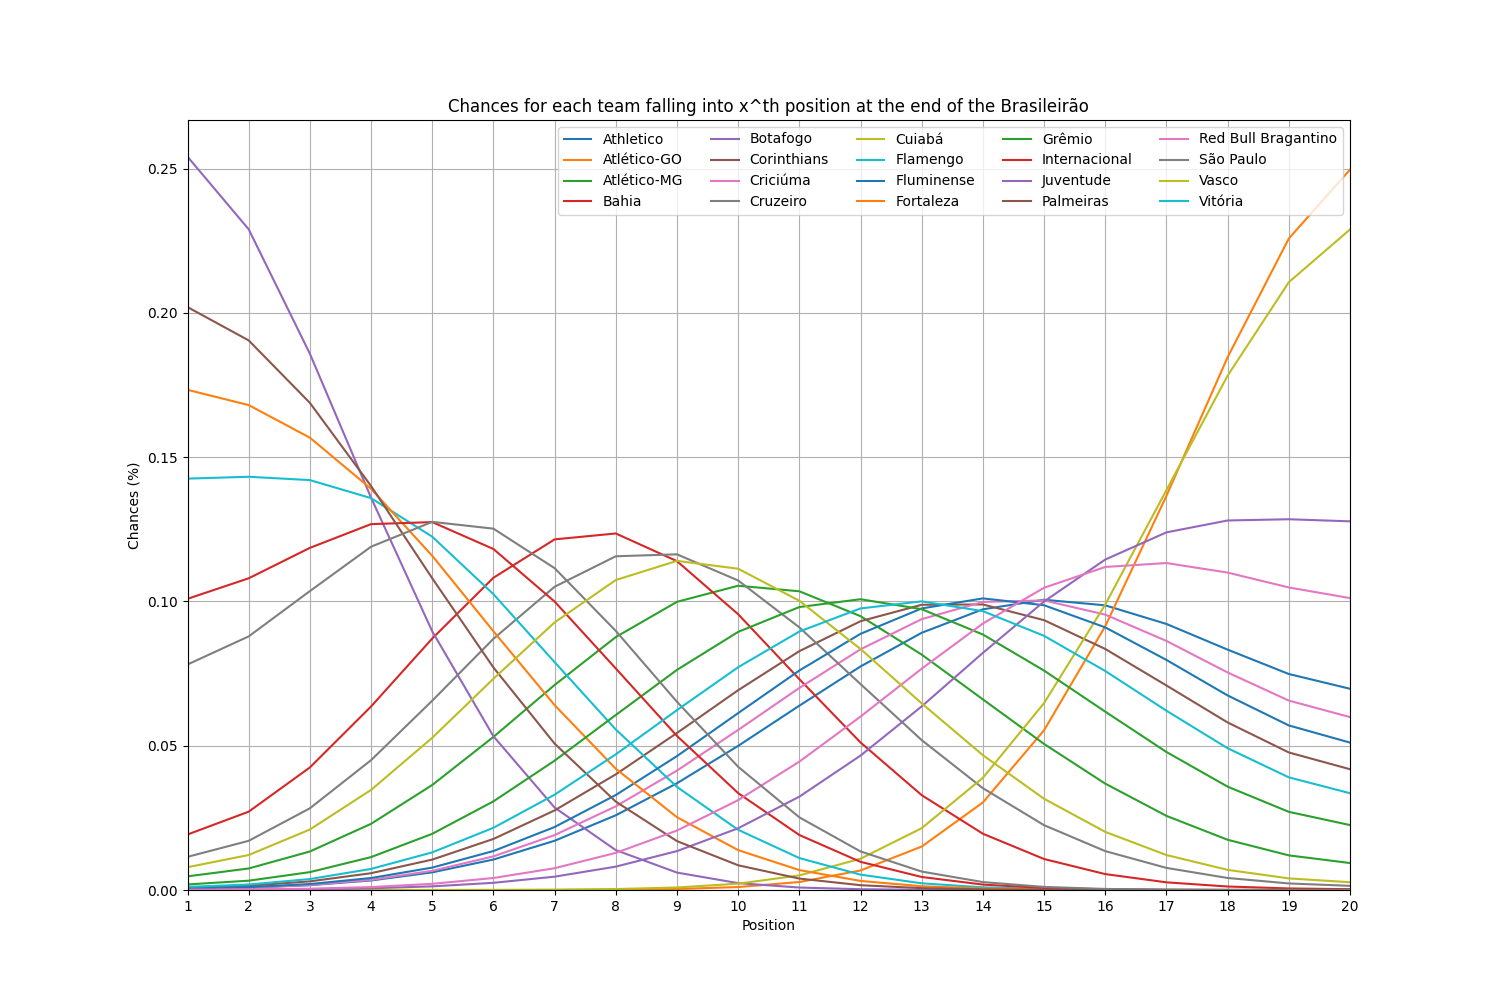 Chances for each team falling into x^th position at the end of the Brasileirão
Athletico Botafogo Cuiabá Grêmio Red Bull Bragantino
Atlético-GO Corinthians Flamengo Internacional São Paulo
Atlético-MG Criciúma Fluminense Juventude Vasco
Bahia Cruzeiro Fortaleza Palmeiras Vitória
0.25
0.20
0.15
0.10
0.05
0.00
Chances (%)
1 2 3 4 5 6 7 8 9 10 11 12 13 14 15 16 17 18 19 20
Position